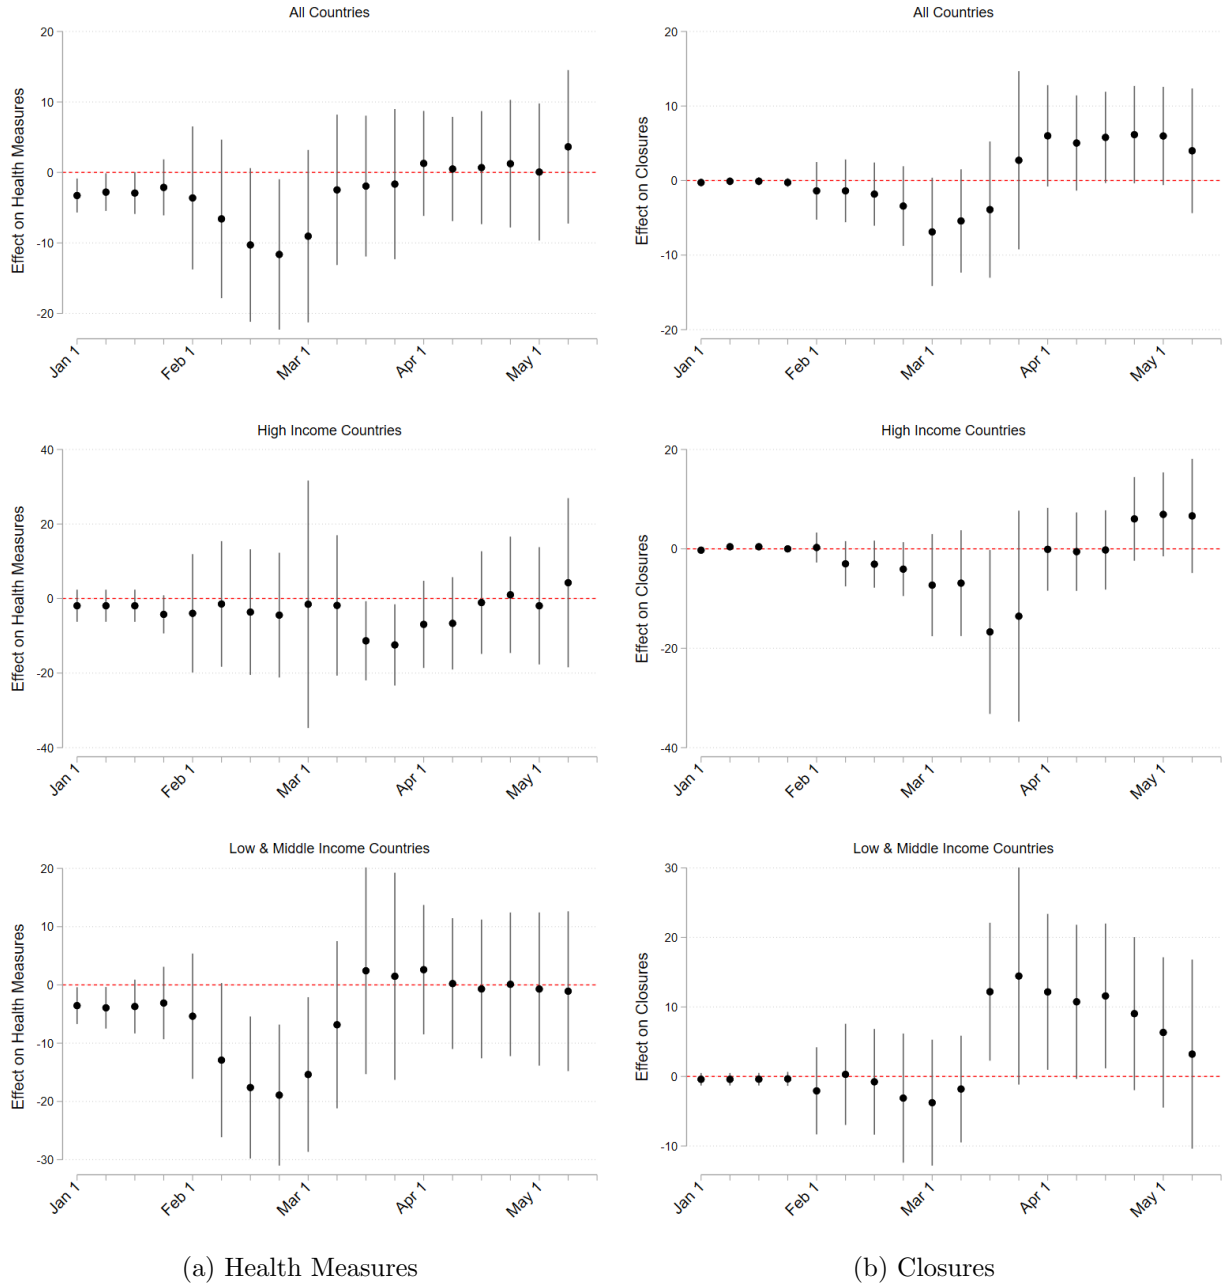 All Countries
20
10
0
-10
-20
Effect on Health Measures
Jan 1
Feb 1
Mar 1
Apr 1
May 1
All Countries
20
10
0
-10
-20
Effect on Closures
Jan 1
Feb 1
Mar 1
Apr 1
May 1
High Income Countries
40
20
0
-20
-40
Effect on Health Measures
Jan 1
Feb 1
Mar 1
Apr 1
May 1
High Income Countries
20
0
-20
-40
Effect on Closures
Jan 1
Feb 1
Mar 1
Apr 1
May 1
Low & Middle Income Countries
20
10
0
-10
-20
-30
Effect on Health Measures
Jan 1
Feb 1
Mar 1
Apr 1
May 1
Low & Middle Income Countries
30
20
10
0
-10
Effect on Closures
Jan 1
Feb 1
Mar 1
Apr 1
May 1
(a) Health Measures
(b) Closures